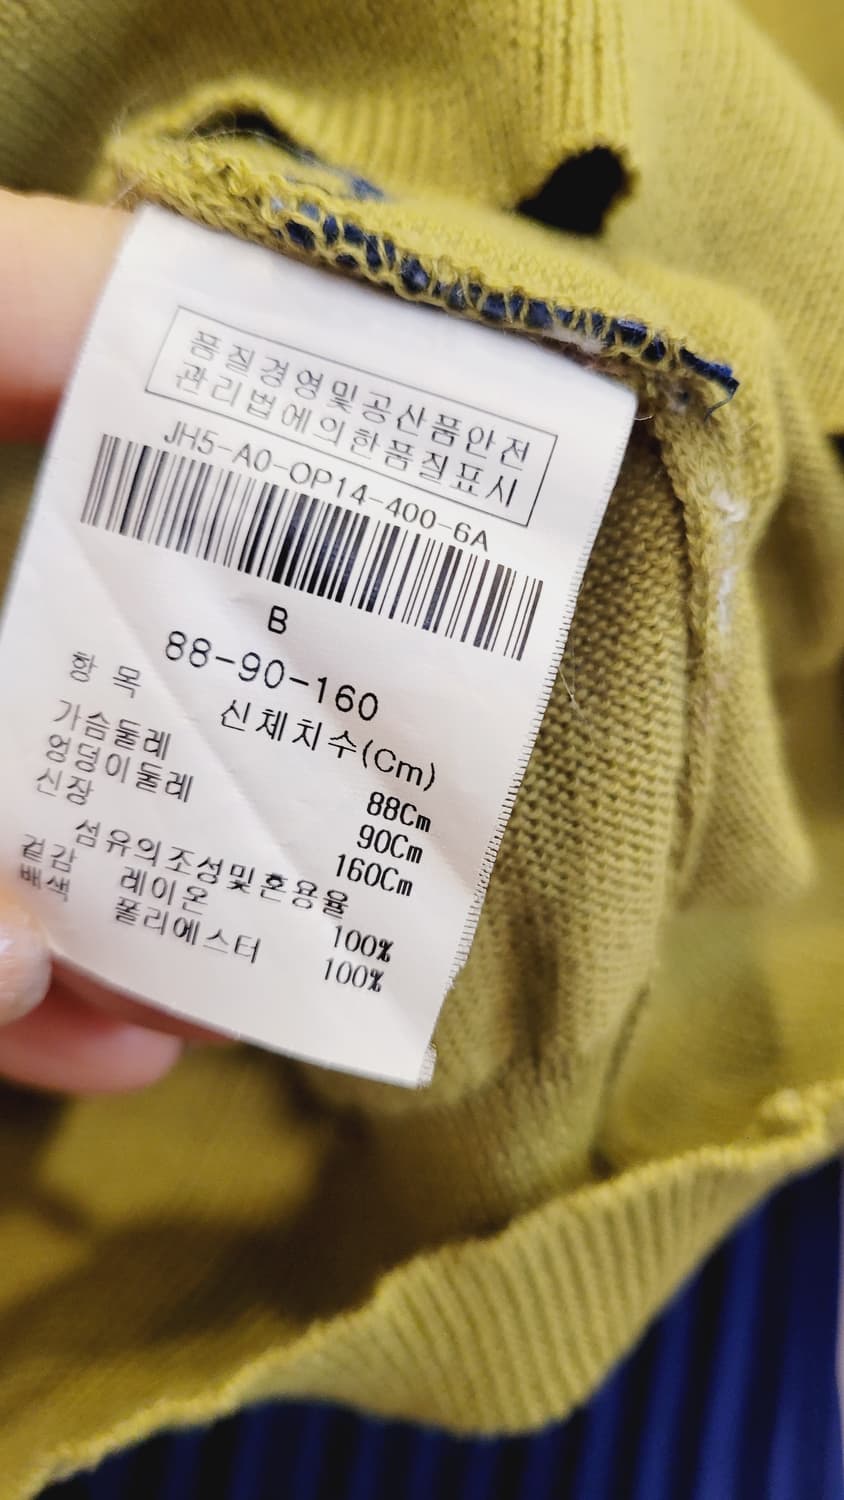 품질경영및공산품안전
관리법에의한품질표시
JH5-A0-OP14-400-6A
B
88-90-160
항 목 신체치수(Cm)
가슴둘레 88Cm
엉덩이둘레 90Cm
신장 160Cm
섬유의조성및혼용율
겉감 레이온 100%
배색 폴리에스터 100%